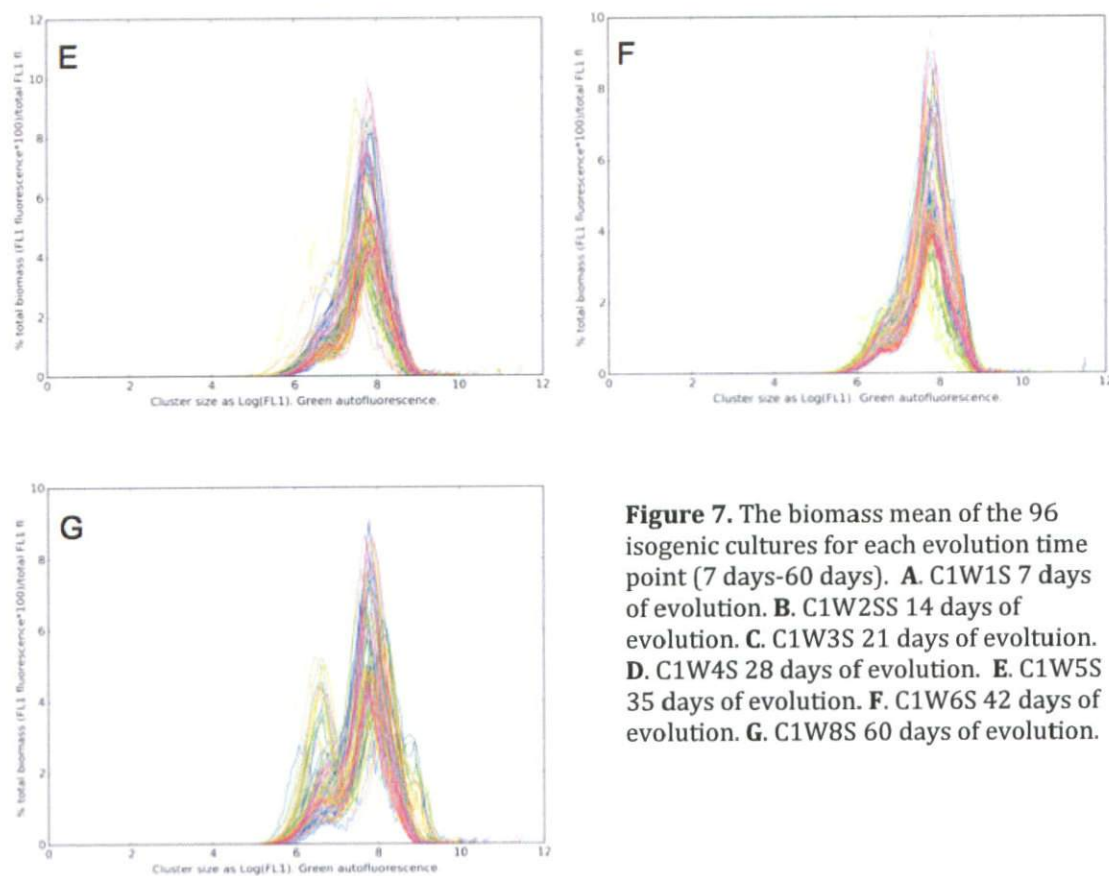 E
12
10
8
6
4
2
0
% total biomass (FL1 fluorescence*100)/total FL1 fl
0 2 4 6 8 10 12
Cluster size as Log(FL1). Green autofluorescence.
F
10
8
6
4
2
0
% total biomass (FL1 fluorescence*100)/total FL1 fl
0 2 4 6 8 10 12
Cluster size as Log(FL1). Green autofluorescence.
G
10
8
6
4
2
0
% total biomass (FL1 fluorescence*100)/total FL1 fl
0 2 4 6 8 10 12
Cluster size as Log(FL1). Green autofluorescence
Figure 7. The biomass mean of the 96
isogenic cultures for each evolution time
point (7 days-60 days). A. C1W1S 7 days
of evolution. B. C1W2SS 14 days of
evolution. C. C1W3S 21 days of evoltuion.
D. C1W4S 28 days of evolution. E. C1W5S
35 days of evolution. F. C1W6S 42 days of
evolution. G. C1W8S 60 days of evolution.